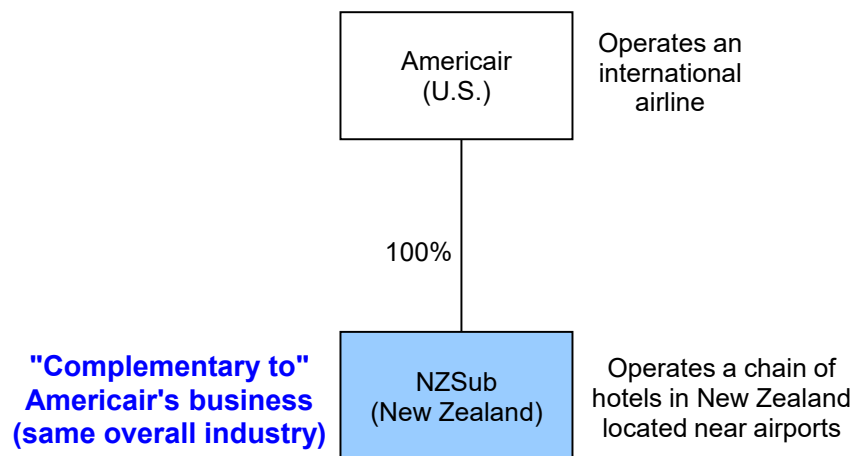 Americair
(U.S.)
Operates an
international
airline
100%
"Complementary to"
Americair's business
(same overall industry)
NZSub
(New Zealand)
Operates a chain of
hotels in New Zealand
located near airports